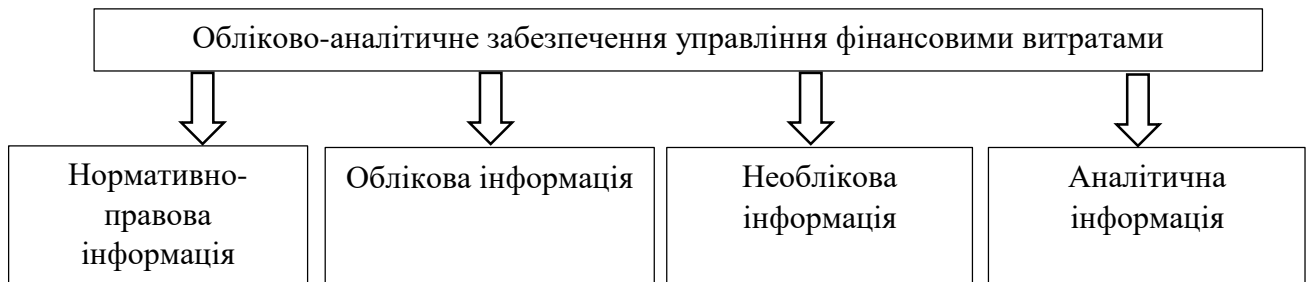 Обліково-аналітичне забезпечення управління фінансовими витратами
Нормативно-
правова
інформація
Облікова інформація
Необлікова
інформація
Аналітична
інформація